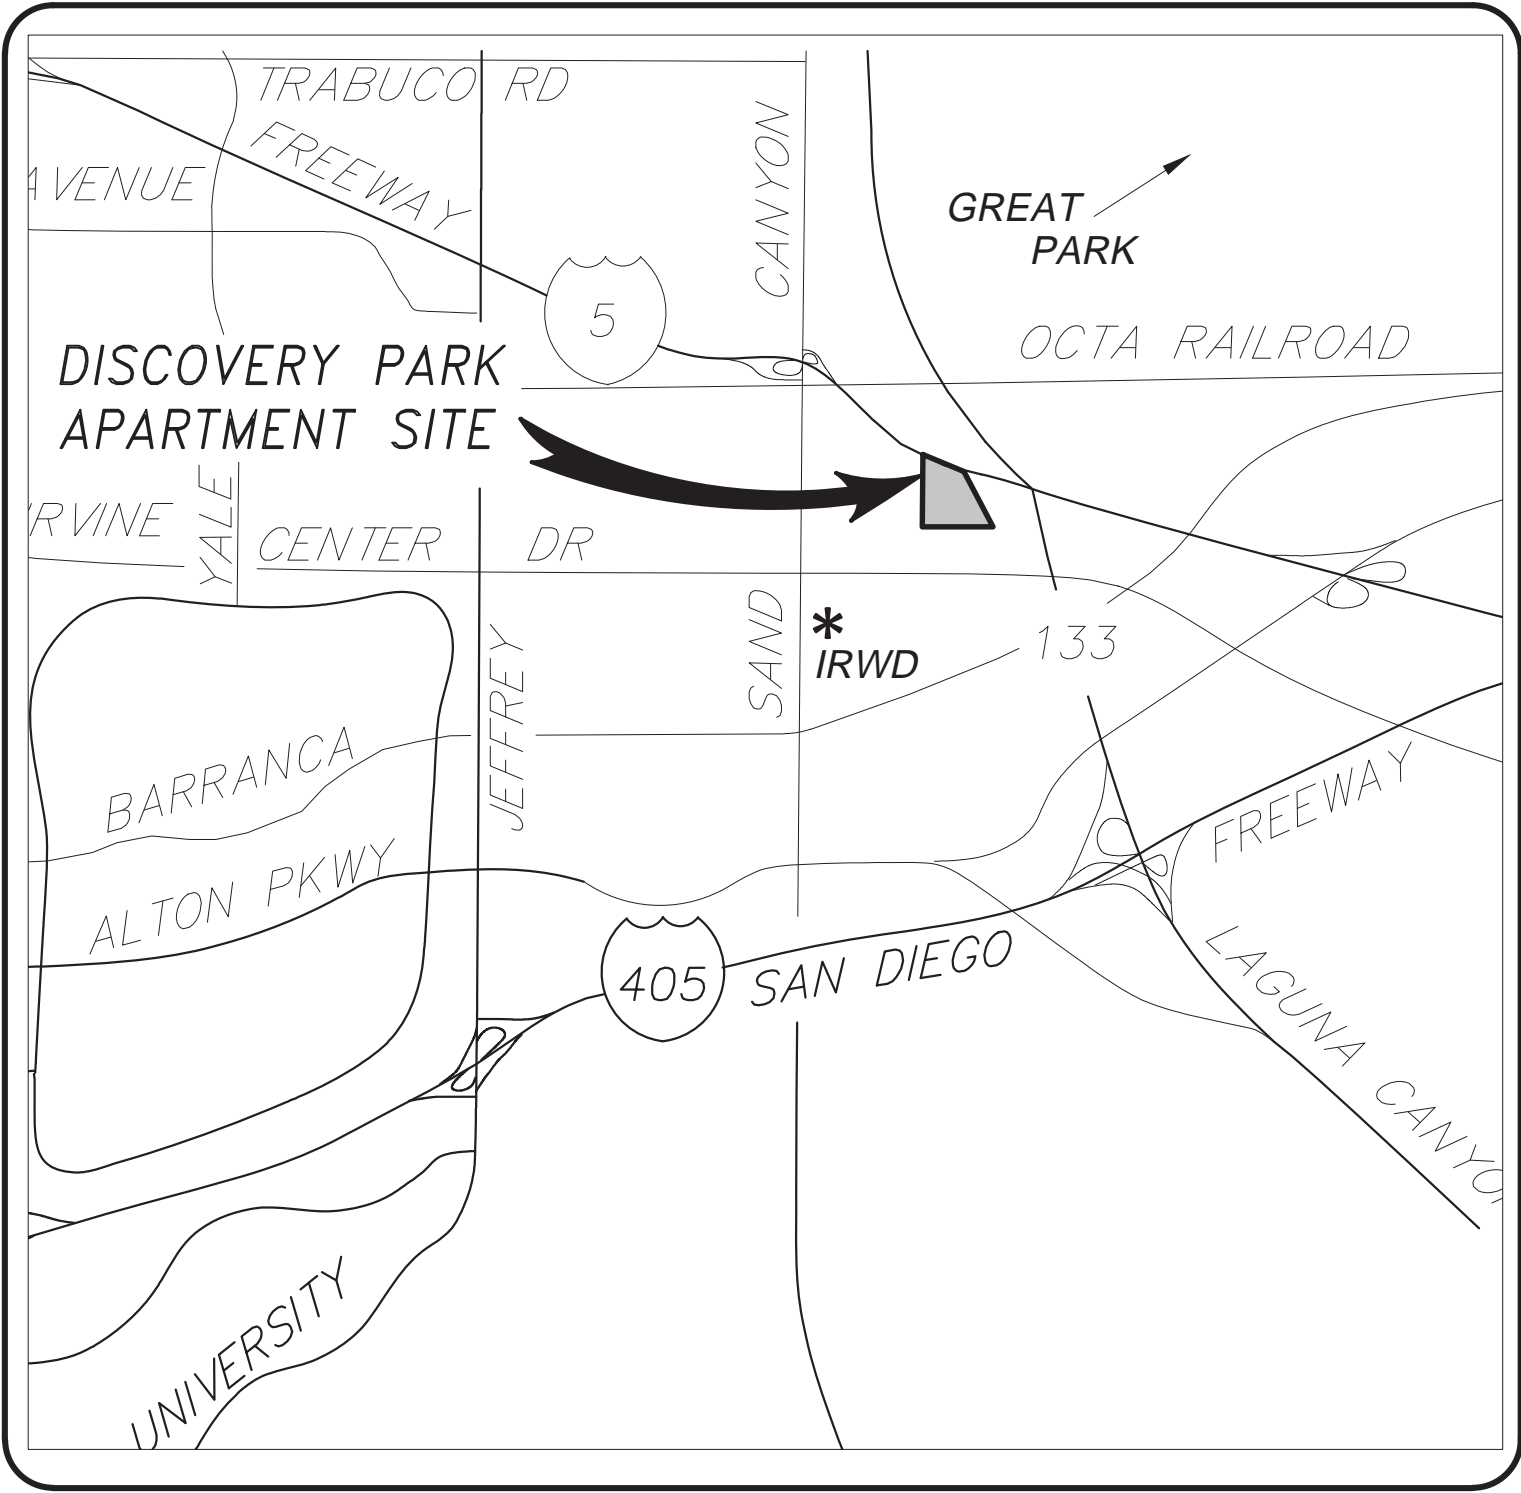 TRABUCO RD
FREEWAY
AVENUE
CANYON
GREAT
PARK
5
OCTA RAILROAD
DISCOVERY PARK
APARTMENT SITE
YALE
RVINE
CENTER DR
SAND
*
IRWD
133
JEFFREY
BARRANCA
FREEWAY
ALTON PKWY
405
SAN DIEGO
LAGUNA CANYO
UNIVERSITY